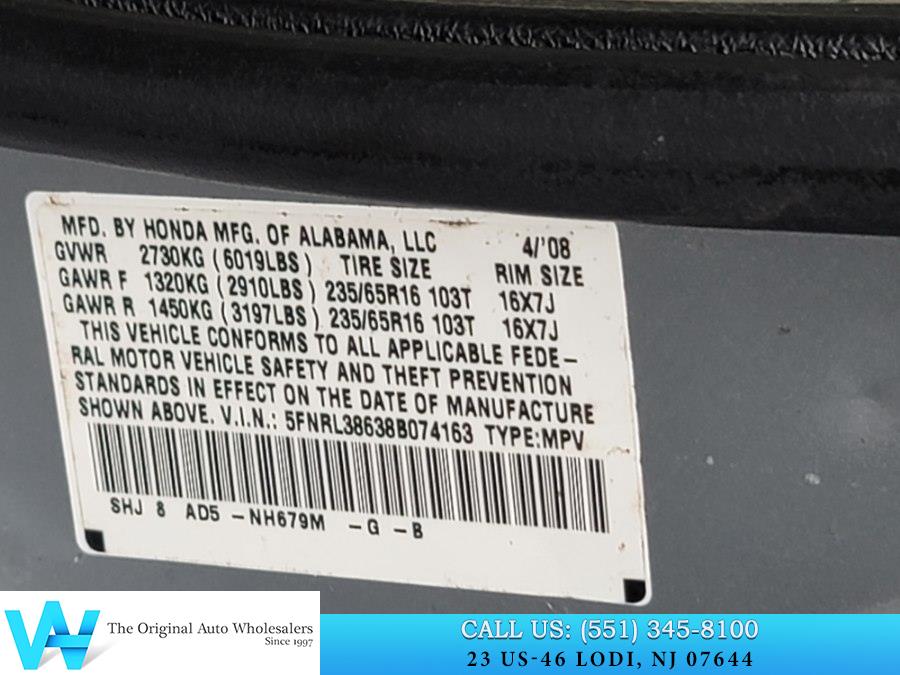 MFD. BY HONDA MFG. OF ALABAMA, LLC 4/'08
GVWR 2730KG (6019LBS) TIRE SIZE RIM SIZE
GAWR F 1320KG (2910LBS) 235/65R16 103T 16X7J
GAWR R 1450KG (3197LBS) 235/65R16 103T 16X7J
THIS VEHICLE CONFORMS TO ALL APPLICABLE FEDE-
RAL MOTOR VEHICLE SAFETY AND THEFT PREVENTION
STANDARDS IN EFFECT ON THE DATE OF MANUFACTURE
SHOWN ABOVE. V.I.N.: 5FNRL38638B074163 TYPE:MPV
SHJ 8 AD5 -NH679M -G -B
AW
The Original Auto Wholesalers
Since 1997
CALL US: (551) 345-8100
23 US-46 LODI, NJ 07644